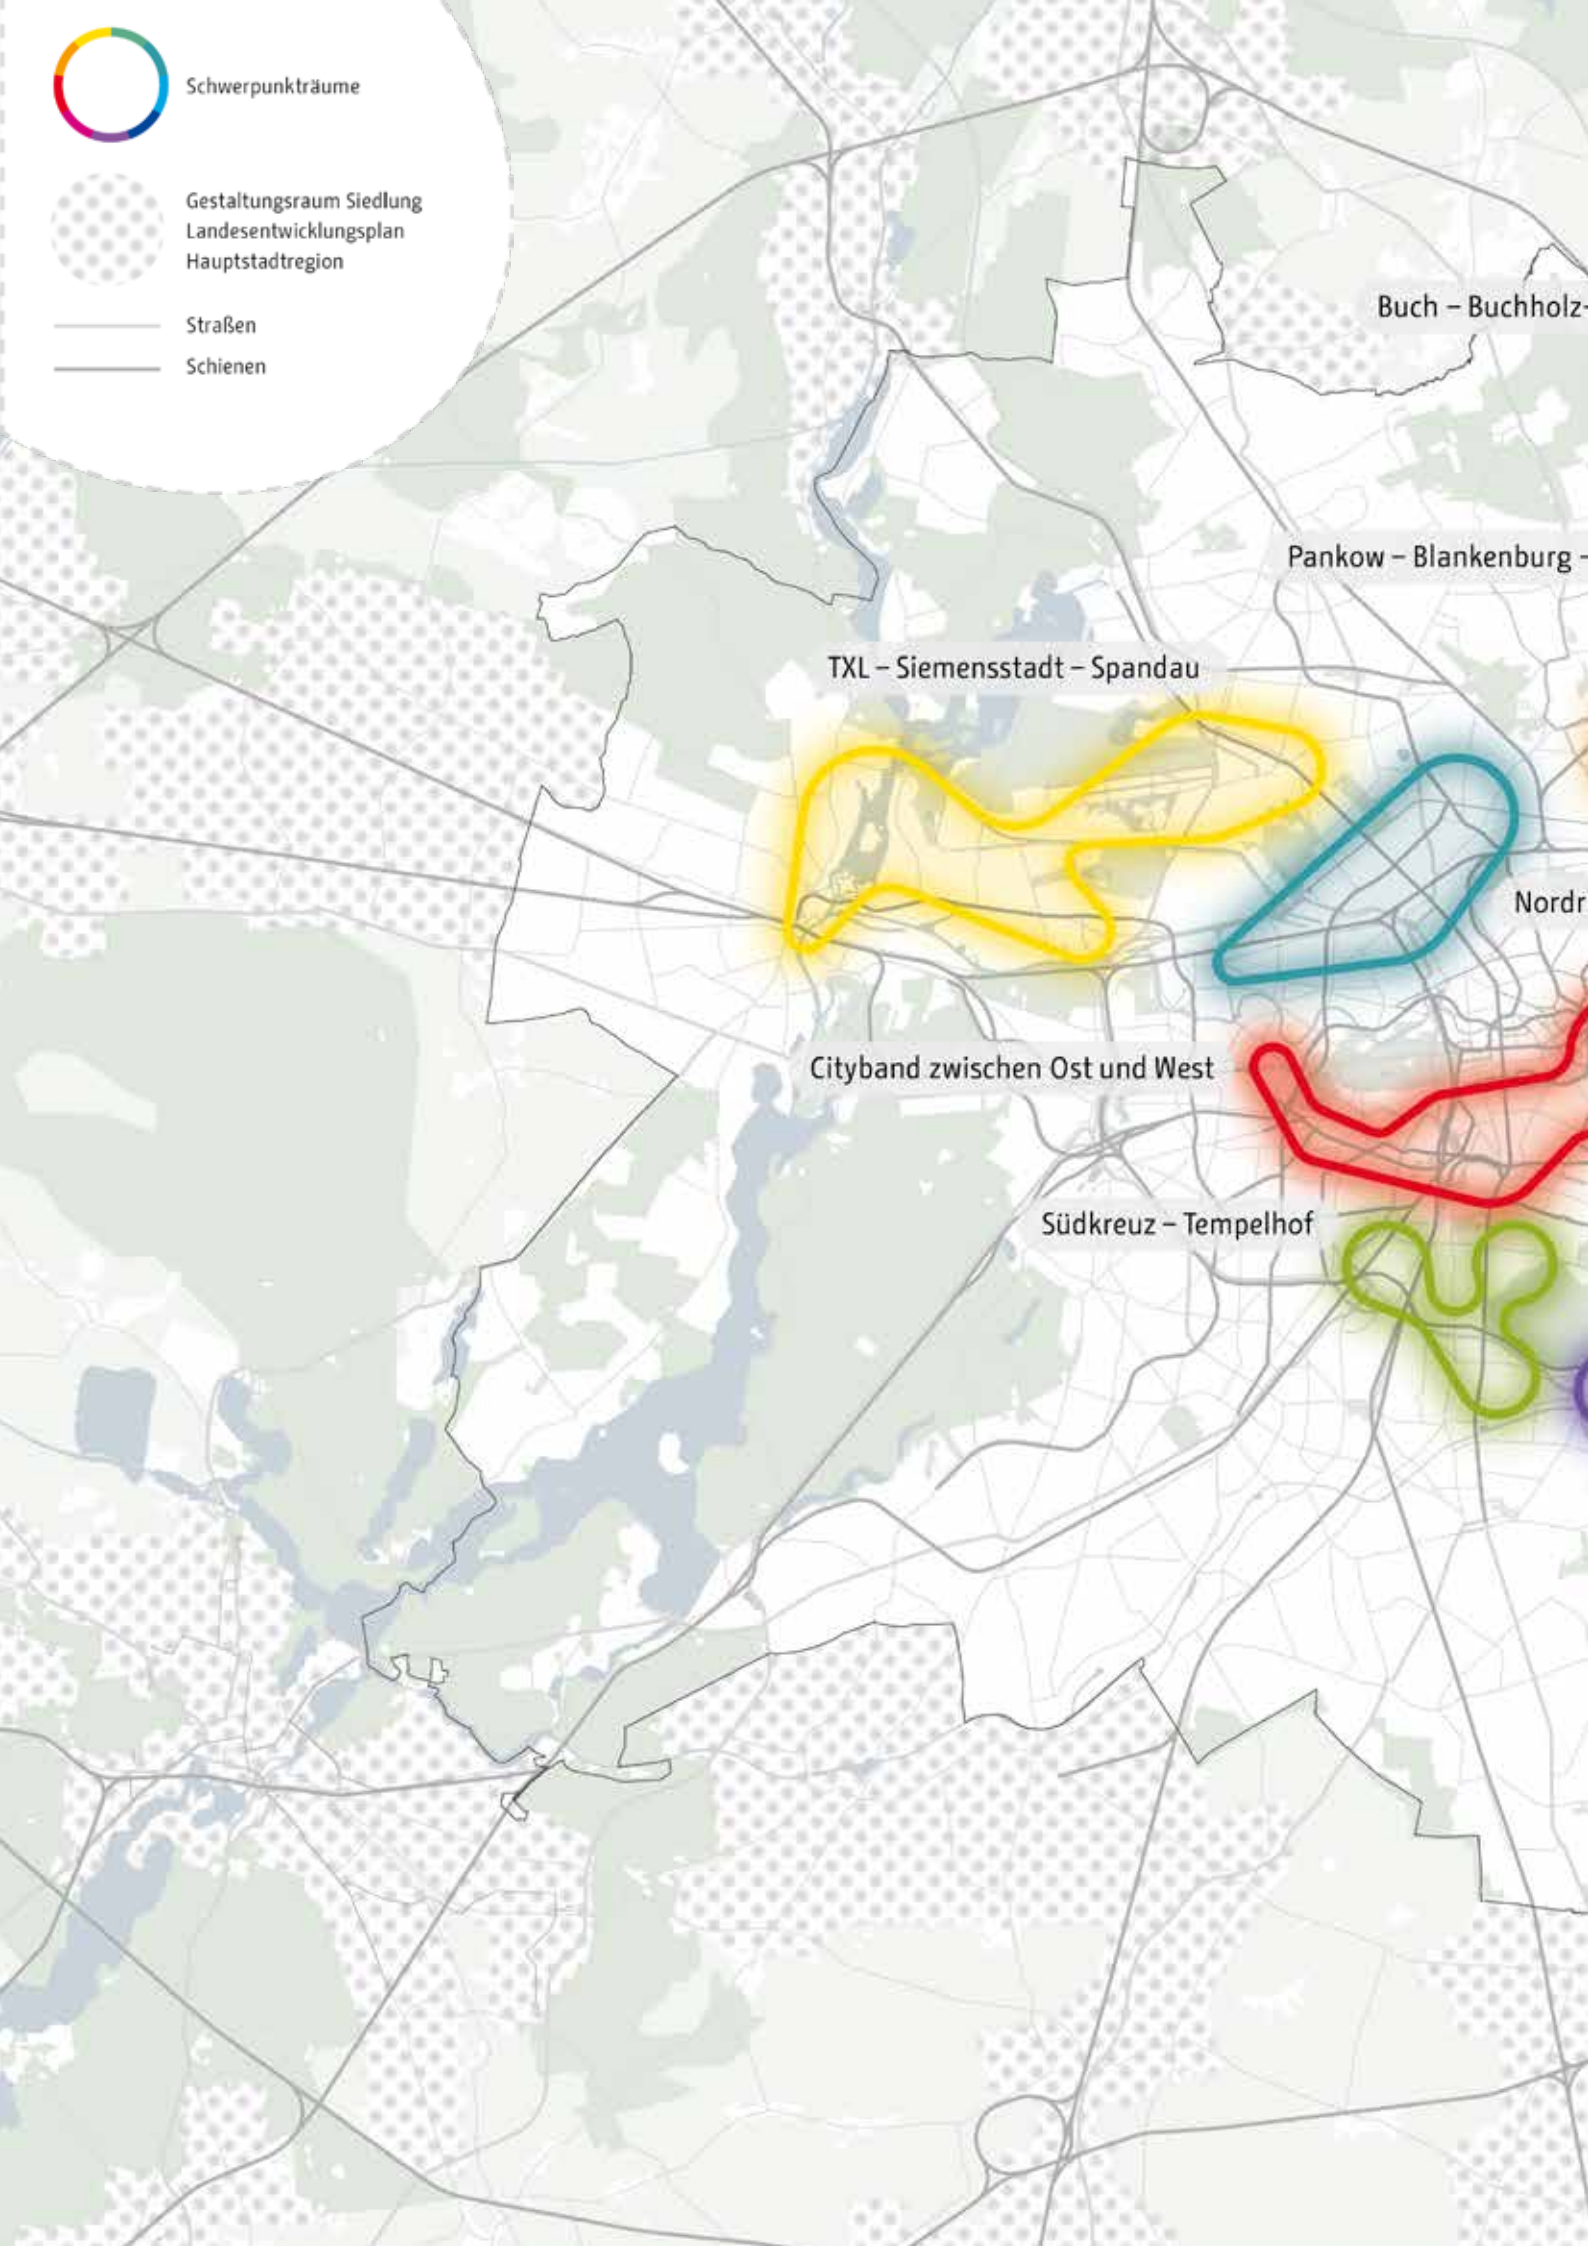 Schwerpunkträume
Gestaltungsraum Siedlung
Landesentwicklungsplan
Hauptstadtregion
Straßen
Schienen
Buch – Buchholz-
Pankow – Blankenburg –
TXL – Siemensstadt – Spandau
Nordr
Cityband zwischen Ost und West
Südkreuz – Tempelhof